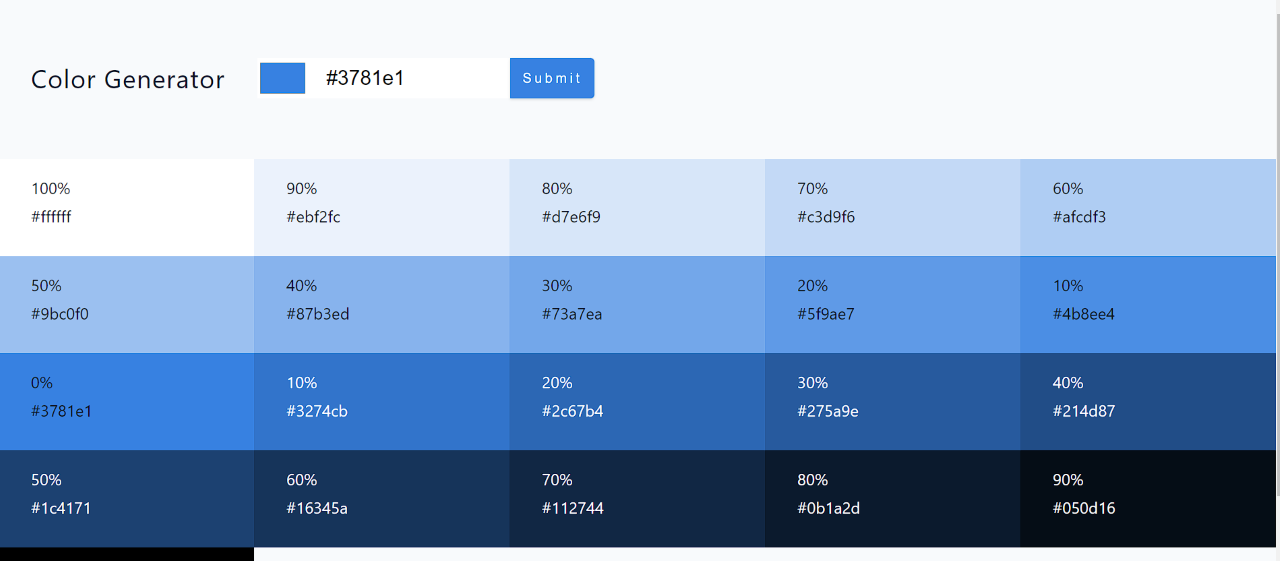 Color Generator #3781e1 Submit
100% 90% 80% 70% 60%
#ffffff #ebf2fc #d7e6f9 #c3d9f6 #afcdf3
50% 40% 30% 20% 10%
#9bc0f0 #87b3ed #73a7ea #5f9ae7 #4b8ee4
0% 10% 20% 30% 40%
#3781e1 #3274cb #2c67b4 #275a9e #214d87
50% 60% 70% 80% 90%
#1c4171 #16345a #112744 #0b1a2d #050d16